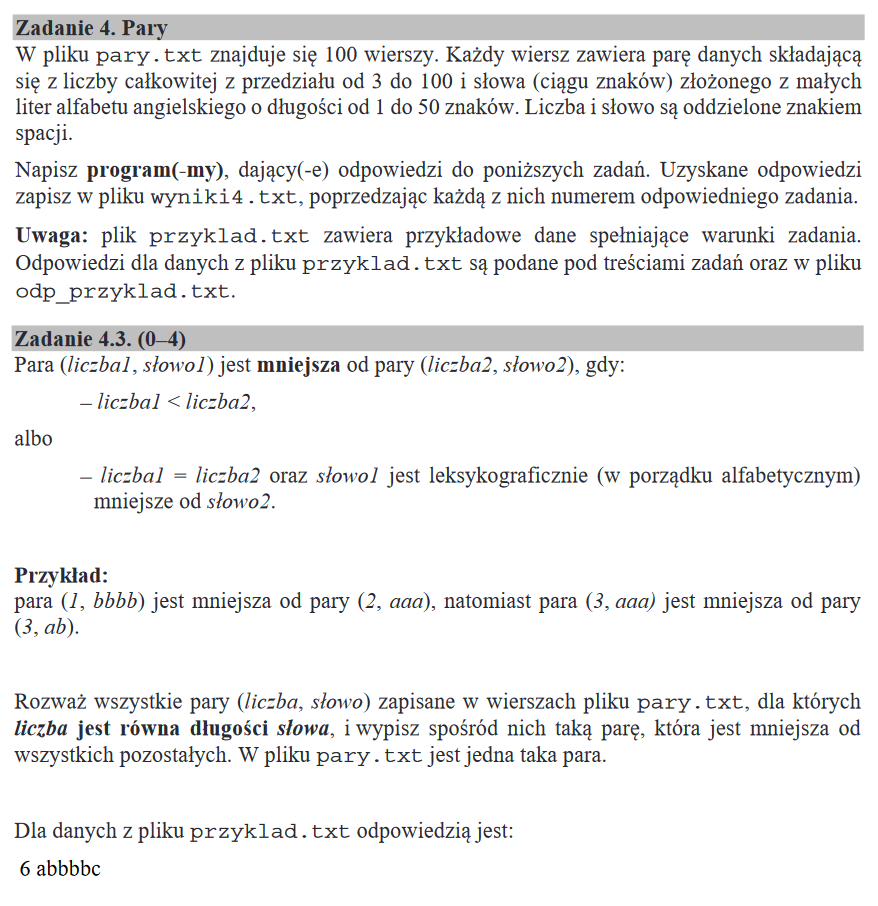 Zadanie 4. Pary
W pliku pary.txt znajduje się 100 wierszy. Każdy wiersz zawiera parę danych składającą
się z liczby całkowitej z przedziału od 3 do 100 i słowa (ciągu znaków) złożonego z małych
liter alfabetu angielskiego o długości od 1 do 50 znaków. Liczba i słowo są oddzielone znakiem
spacji.
Napisz program(-my), dający(-e) odpowiedzi do poniższych zadań. Uzyskane odpowiedzi
zapisz w pliku wyniki4.txt, poprzedzając każdą z nich numerem odpowiedniego zadania.
Uwaga: plik przyklad.txt zawiera przykładowe dane spełniające warunki zadania.
Odpowiedzi dla danych z pliku przyklad.txt są podane pod treściami zadań oraz w pliku
odp_przyklad.txt.
Zadanie 4.3. (0–4)
Para (liczba1, słowo1) jest mniejsza od pary (liczba2, słowo2), gdy:
– liczba1 < liczba2,
albo
– liczba1 = liczba2 oraz słowo1 jest leksykograficznie (w porządku alfabetycznym)
mniejsze od słowo2.
Przykład:
para (1, bbbb) jest mniejsza od pary (2, aaa), natomiast para (3, aaa) jest mniejsza od pary
(3, ab).
Rozważ wszystkie pary (liczba, słowo) zapisane w wierszach pliku pary.txt, dla których
liczba jest równa długości słowa, i wypisz spośród nich taką parę, która jest mniejsza od
wszystkich pozostałych. W pliku pary.txt jest jedna taka para.
Dla danych z pliku przyklad.txt odpowiedzią jest:
6 abbbbc